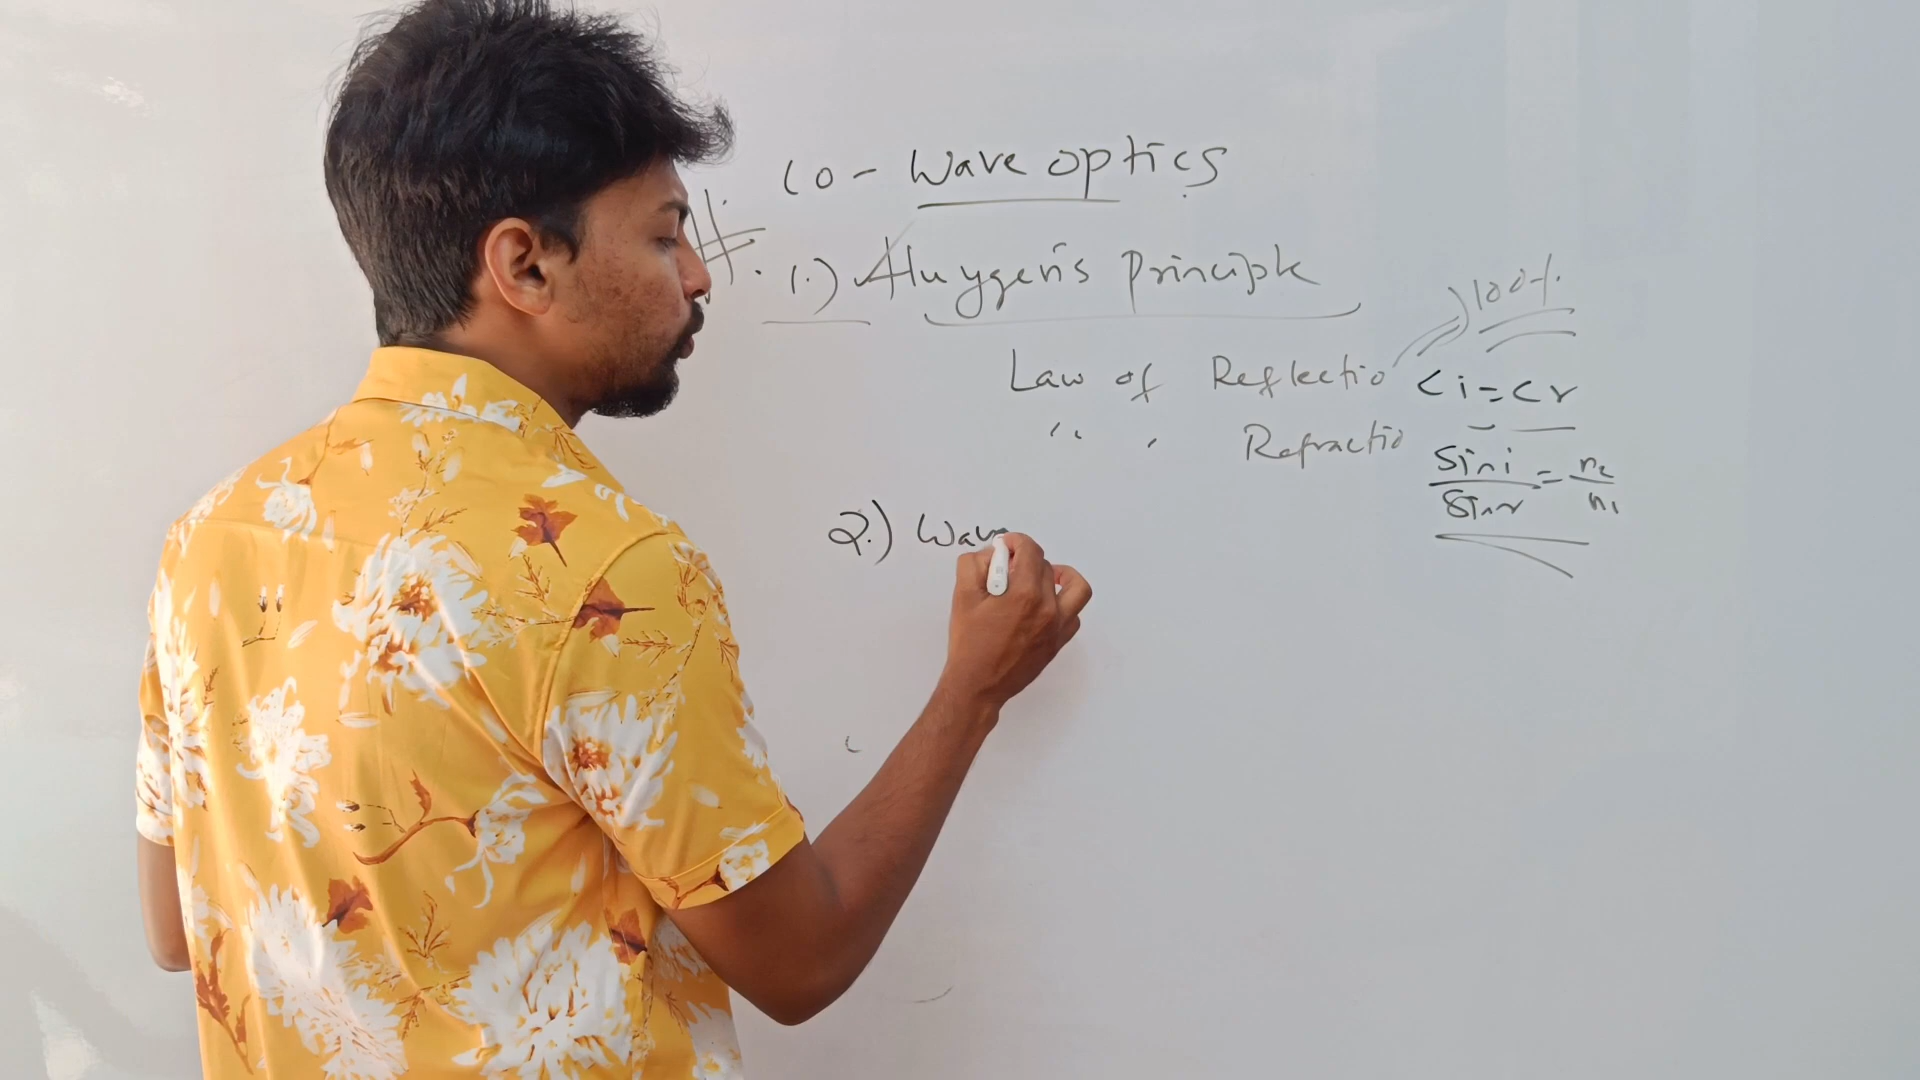 10 - Wave optics
#. 1.) Huygen's principle
100%
Law of Reflectio <i = <r
" " Refractio Sini/Sinr = n2/n1
2.) Wav